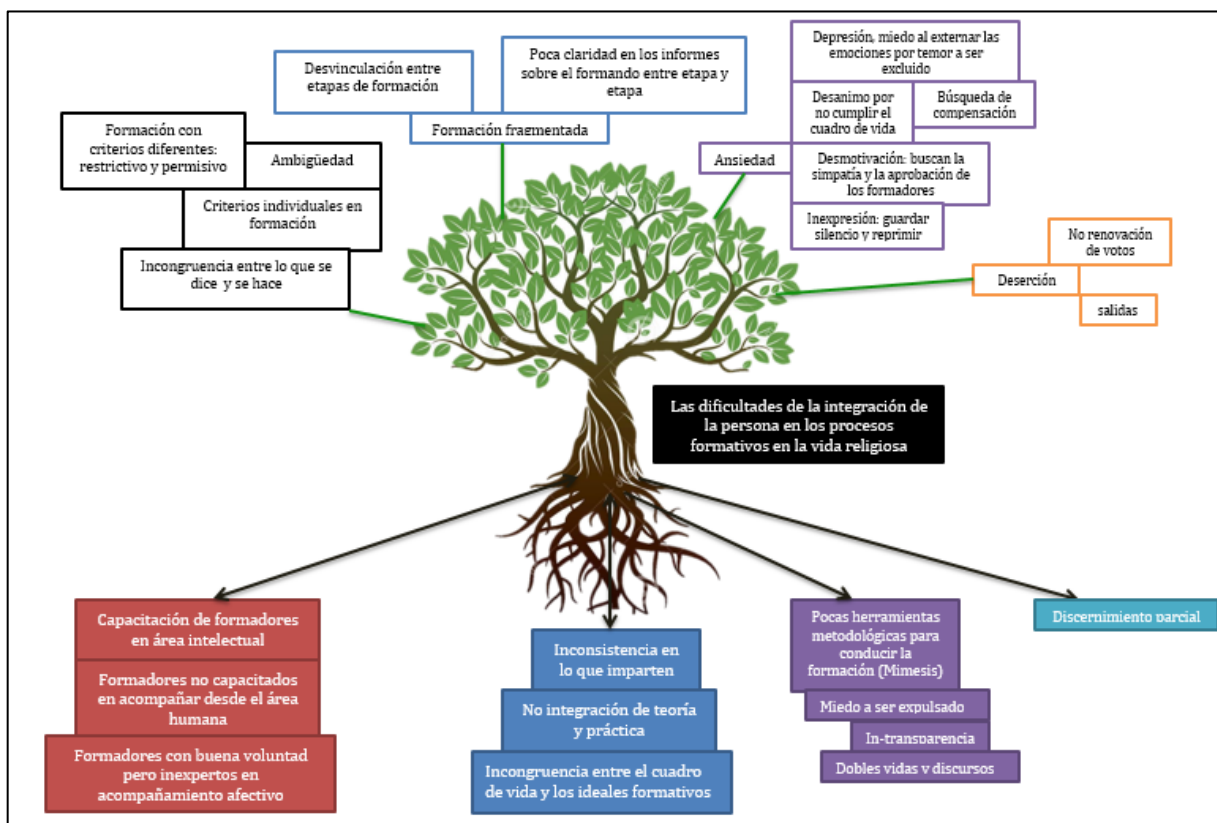 Desvinculación entre
etapas de formación
Poca claridad en los informes
sobre el formando entre etapa y
etapa
Formación fragmentada
Formación con
criterios diferentes:
restrictivo y permisivo
Ambigüedad
Criterios individuales en
formación
Incongruencia entre lo que se
dice y se hace
Depresión, miedo al externar las
emociones por temor a ser
excluido
Desanimo por
no cumplir el
cuadro de vida
Búsqueda de
compensación
Ansiedad
Desmotivación: buscan la
simpatía y la aprobación de
los formadores
Inexpresión: guardar
silencio y reprimir
No renovación
de votos
Deserción
salidas
Las dificultades de la integración de
la persona en los procesos
formativos en la vida religiosa
Capacitación de formadores
en área intelectual
Formadores no capacitados
en acompañar desde el área
humana
Formadores con buena voluntad
pero inexpertos en
acompañamiento afectivo
Inconsistencia en
lo que imparten
No integración de teoría
y práctica
Incongruencia entre el cuadro
de vida y los ideales formativos
Pocas herramientas
metodológicas para
conducir la
formación (Mimesis)
Miedo a ser expulsado
In-transparencia
Dobles vidas y discursos
Discernimiento parcial